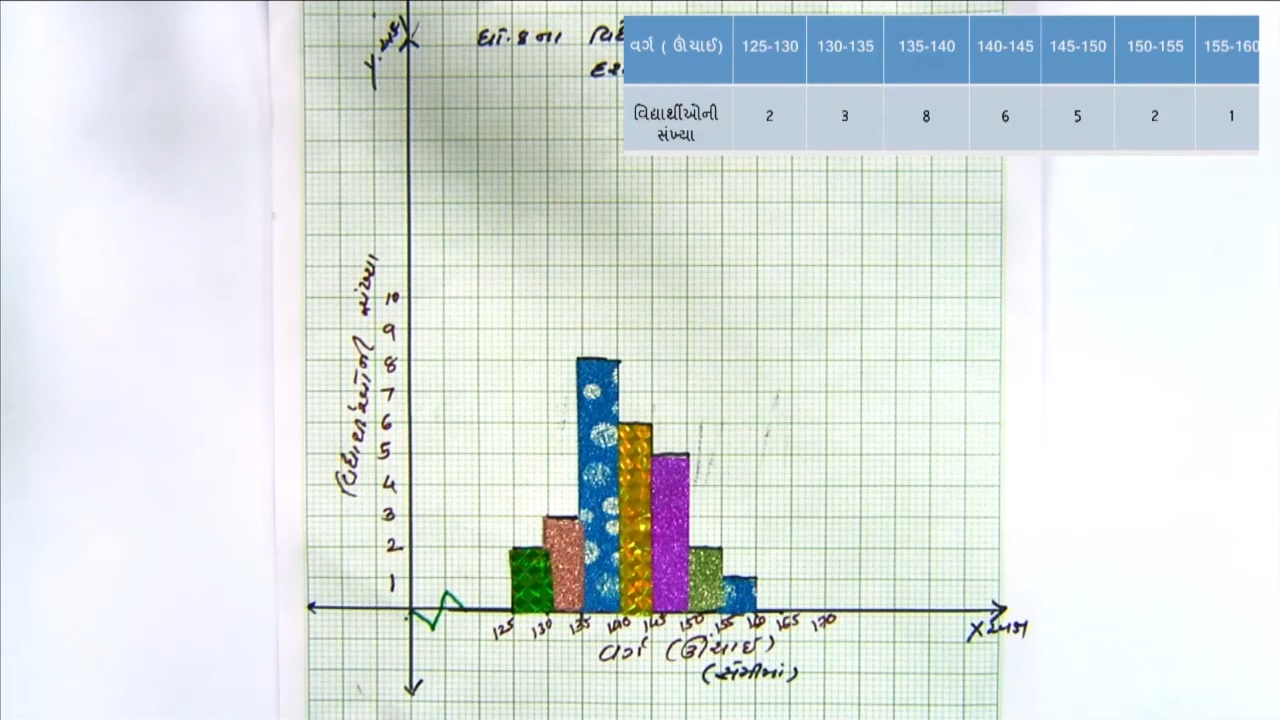 ધો.૪ના
વર્ગ ( ઊંચાઈ) 125-130 130-135 135-140 140-145 145-150 150-155 155-160
વિદ્યાર્થીઓની 2 3 8 6 5 2 1
સંખ્યા
વિદ્યાર્થીઓની સંખ્યા
10
9
8
7
6
5
4
3
2
1
125 130 135 140 145 150 155 160 165 170
X અક્ષ
વર્ગ (ઊંચાઈ)
(સેમીમાં)